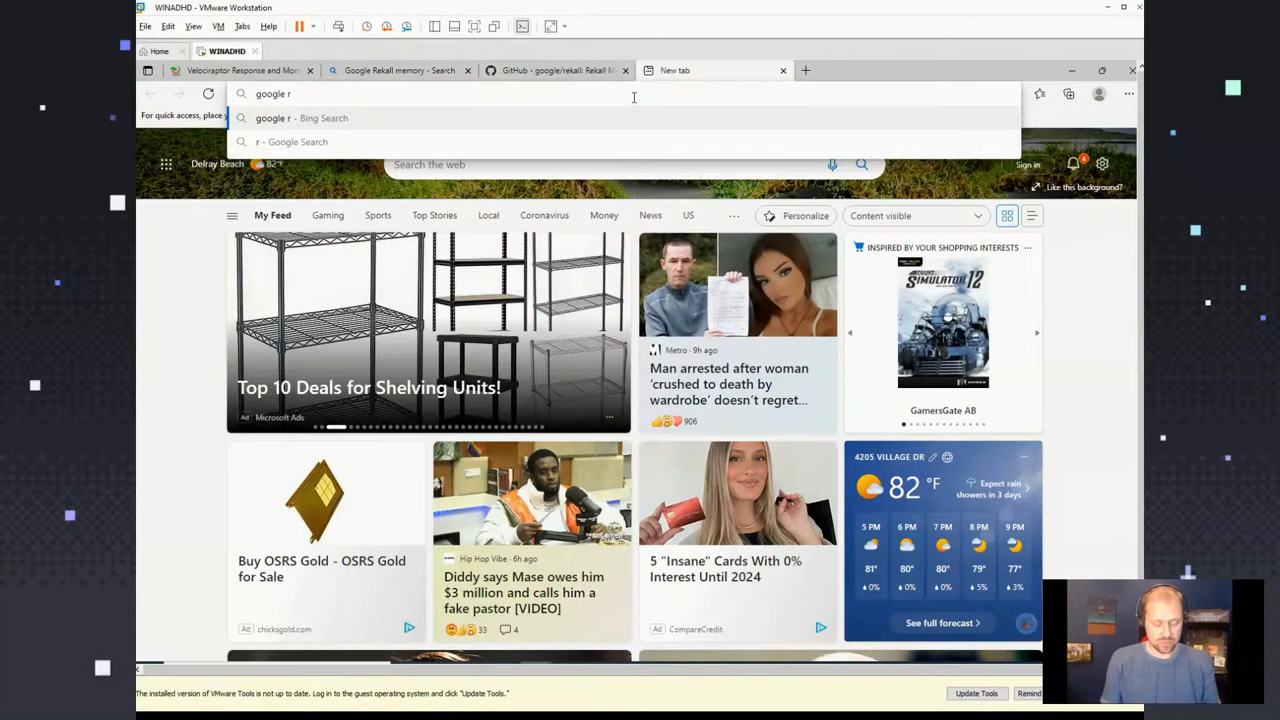 WINADHD - VMware Workstation
File Edit View VM Tabs Help
Home WINADHD
Velociraptor Response and Mon Google Rekall memory - Search GitHub - google/rekall: Rekall M New tab
google r
For quick access, place y
google r - Bing Search
r - Google Search
Delray Beach 82°F Search the web Sign in 4
Like this background?
My Feed Gaming Sports Top Stories Local Coronavirus Money News US ... Personalize Content visible
Top 10 Deals for Shelving Units!
Ad Microsoft Ads
Metro · 9h ago
Man arrested after woman
‘crushed to death by
wardrobe’ doesn’t regret...
906
INSPIRED BY YOUR SHOPPING INTERESTS
SIMULATOR 12
GamersGate AB
Buy OSRS Gold - OSRS Gold
for Sale
Ad chicksgold.com
Hip Hop Vibe · 6h ago
Diddy says Mase owes him
$3 million and calls him a
fake pastor [VIDEO]
33 4
5 "Insane" Cards With 0%
Interest Until 2024
Ad CompareCredit
4205 VILLAGE DR
82 °F
Expect rain
showers in 3 days
5 PM 6 PM 7 PM 8 PM 9 PM
81° 80° 80° 79° 77°
0% 0% 0% 0% 3%
See full forecast
The installed version of VMware Tools is not up to date. Log in to the guest operating system and click "Update Tools."
Update Tools Remind